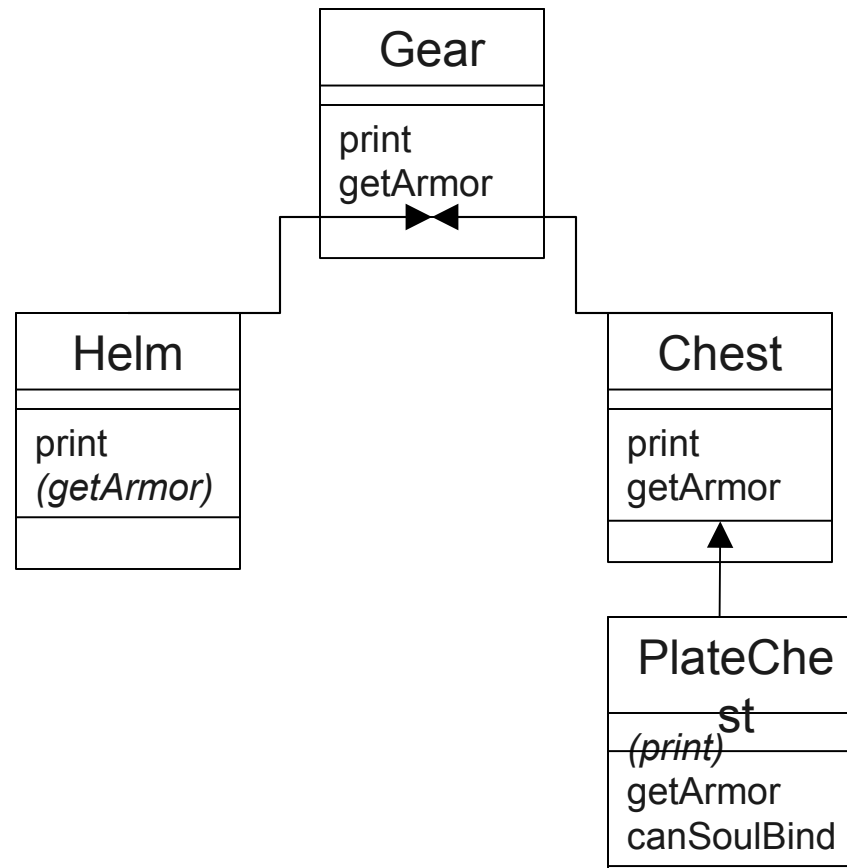 Gear
print
getArmor
Helm
print
(getArmor)
Chest
print
getArmor
PlateChe
st
(print)
getArmor
canSoulBind